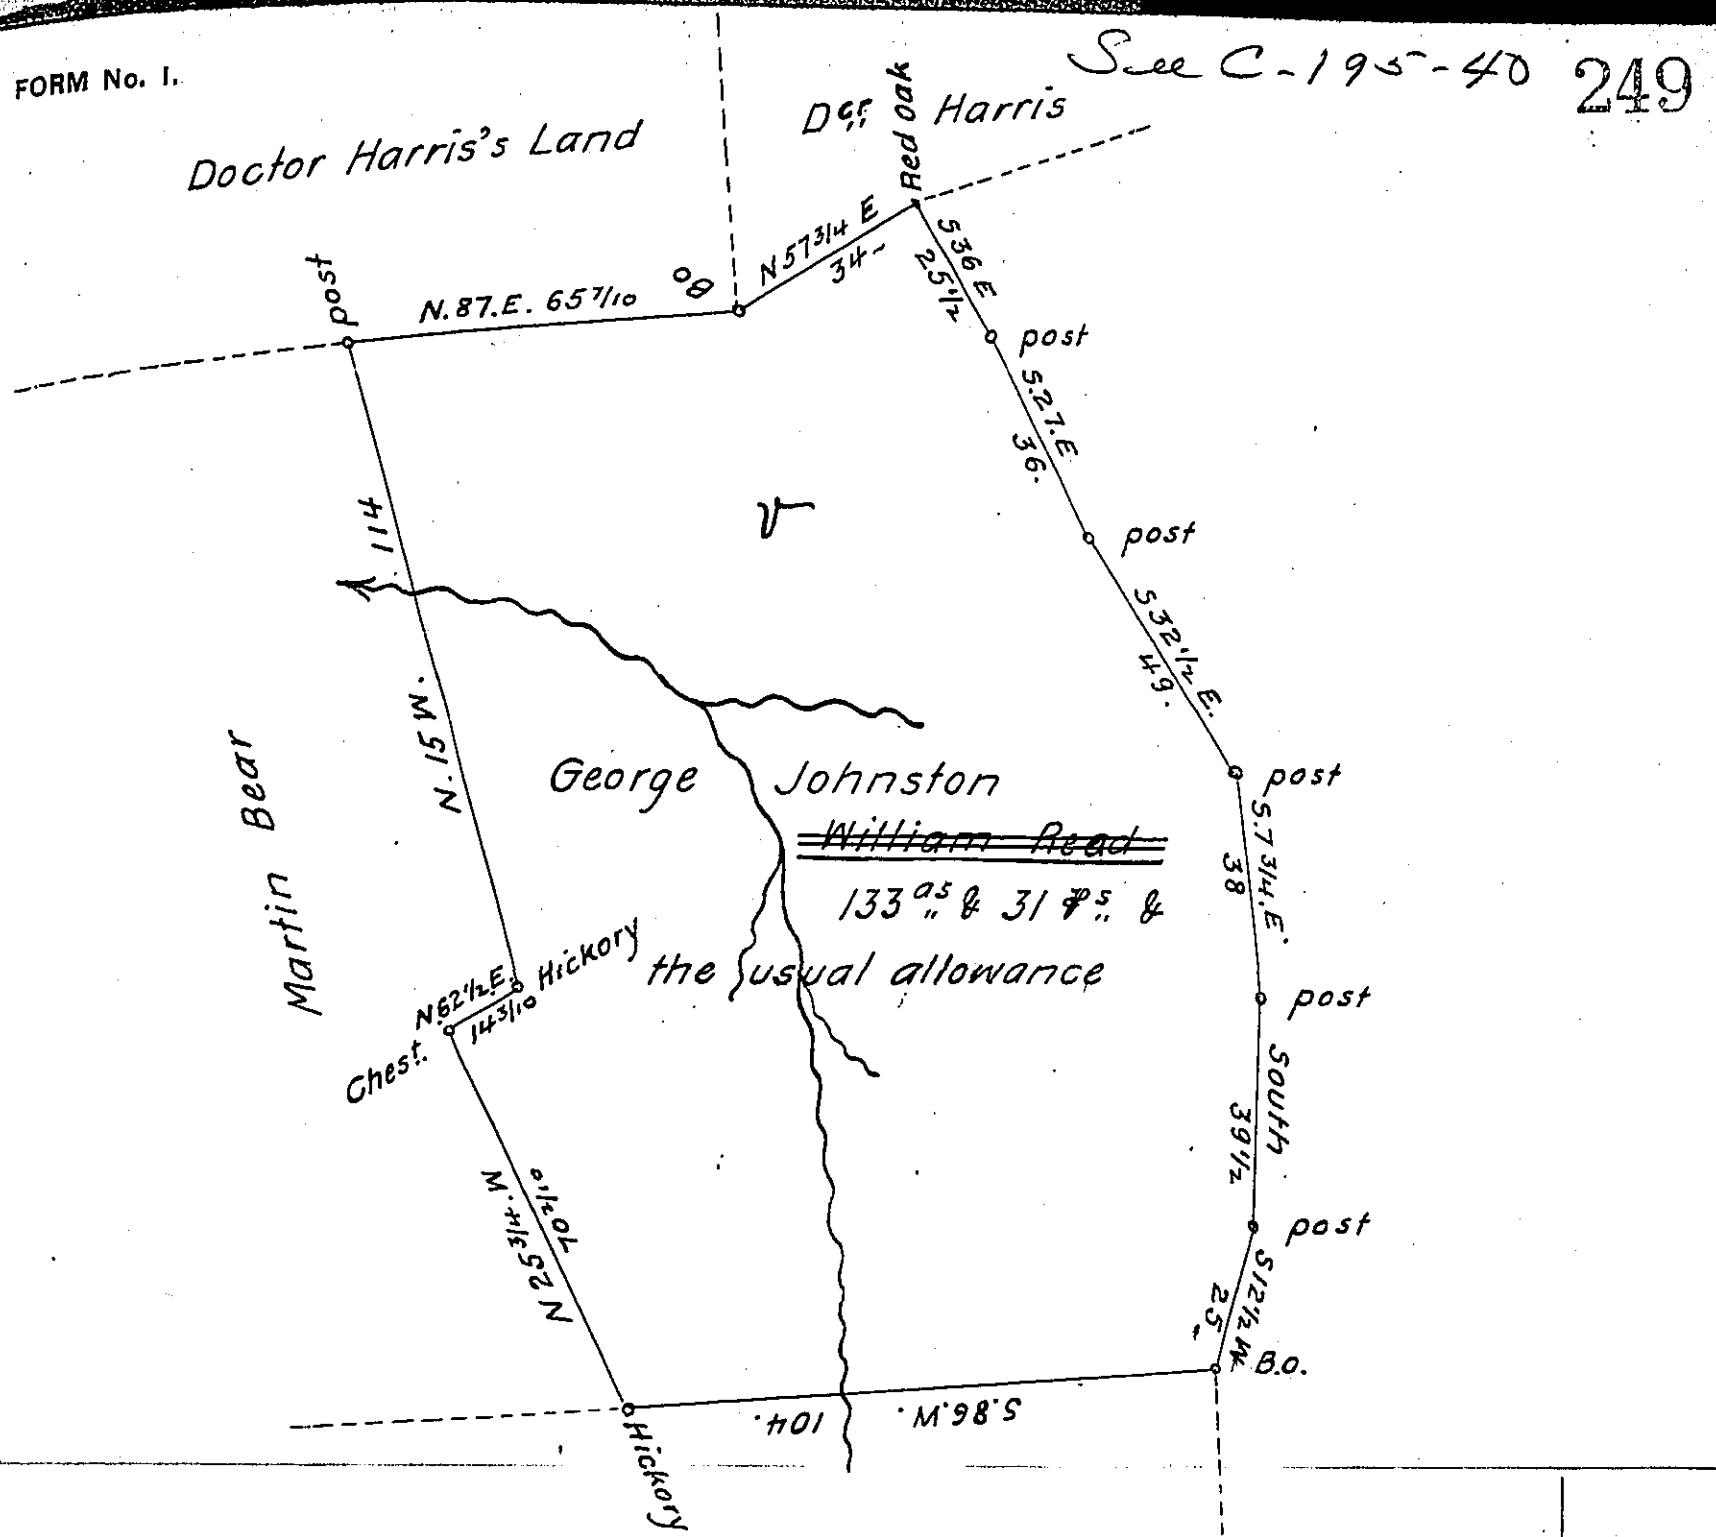 FORM No. 1.
See C-195-40 249
Doctor Harris's Land
Dcr. Harris
Red Oak
post
N.87.E. 65 7/10
N 57 3/4 E
34
S 36 E
25 1/2
post
S.27.E
36.
post
S 32 1/2 E.
49.
post
S.7 3/4.E.
38
post
South
39 1/2
post
S 12 1/2 W
25
B.O.
S.86.W. 104.
Hickory
N 25 3/4 W.
70 2/10
Chest.
N.62 1/2 E.
14 3/10
Hickory
N.15 W. 114
Martin Bear
George Johnston
William Read
133 as & 31 ps &
the usual allowance